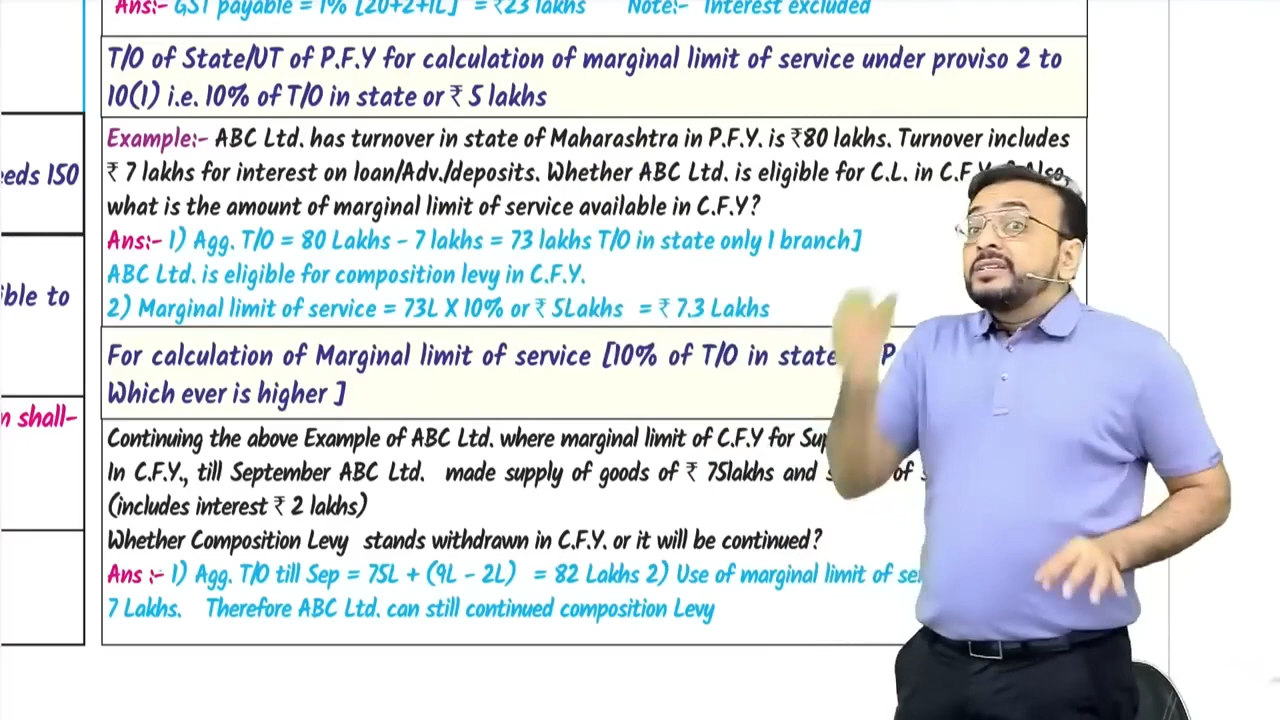 Ans:- GST payable = 1% [20+2+1L] = ₹23 lakhs Note:- Interest excluded
T/O of State/UT of P.F.Y for calculation of marginal limit of service under proviso 2 to
10(1) i.e. 10% of T/O in state or ₹ 5 lakhs
Example:- ABC Ltd. has turnover in state of Maharashtra in P.F.Y. is ₹80 lakhs. Turnover includes
₹ 7 lakhs for interest on loan/Adv./deposits. Whether ABC Ltd. is eligible for C.L. in C.F Also,
what is the amount of marginal limit of service available in C.F.Y?
Ans:- 1) Agg. T/O = 80 Lakhs - 7 lakhs = 73 lakhs T/O in state only 1 branch]
ABC Ltd. is eligible for composition levy in C.F.Y.
2) Marginal limit of service = 73L X 10% or ₹ 5Lakhs = ₹ 7.3 Lakhs
For calculation of Marginal limit of service [10% of T/O in state P
Which ever is higher ]
Continuing the above Example of ABC Ltd. where marginal limit of C.F.Y for Sup
In C.F.Y., till September ABC Ltd. made supply of goods of ₹ 75lakhs and s of s
(includes interest ₹ 2 lakhs)
Whether Composition Levy stands withdrawn in C.F.Y. or it will be continued?
Ans :- 1) Agg. T/O till Sep = 75L + (9L - 2L) = 82 Lakhs 2) Use of marginal limit of se
7 Lakhs. Therefore ABC Ltd. can still continued composition Levy
eeds 150
ible to
n shall-